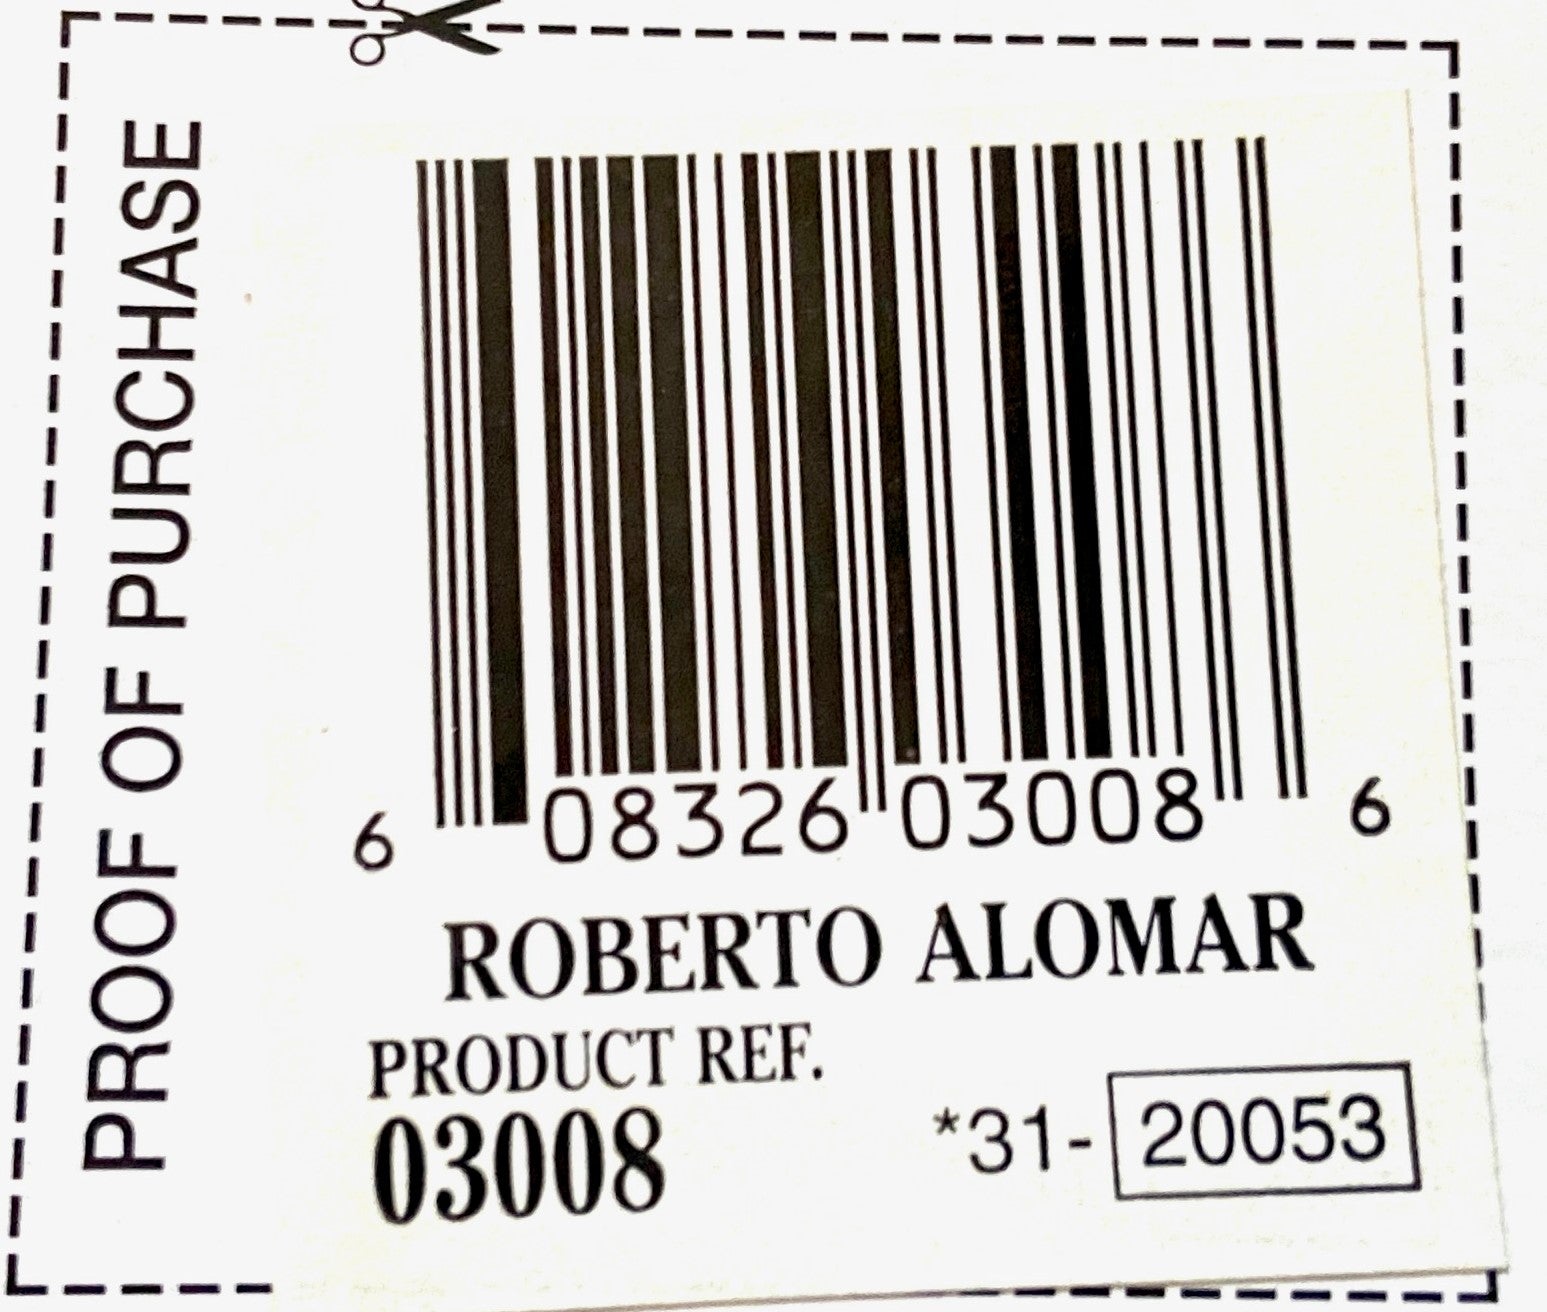 PROOF OF PURCHASE
6 08326 03008 6
ROBERTO ALOMAR
PRODUCT REF.
03008
*31- 20053